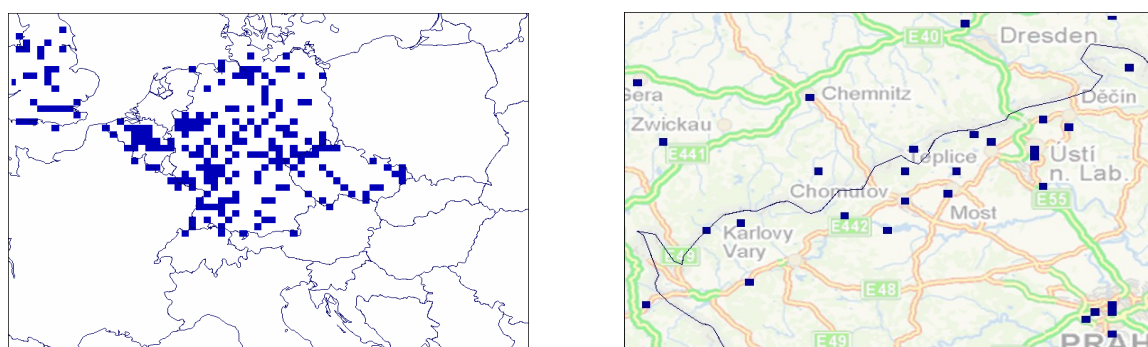 E40
Dresden
Gera
Chemnitz
Děčín
Zwickau
E441
Teplice
Ústí
n. Lab.
Chomutov
E55
Most
E442
Karlovy
Vary
E49
E48
E49
PRAH